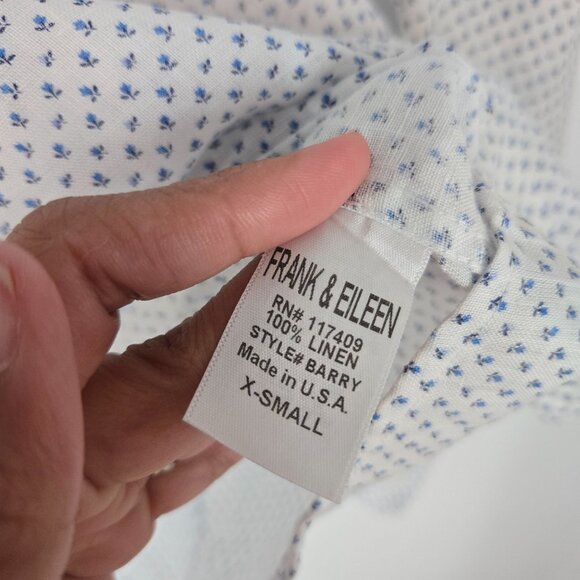 FRANK & EILEEN
RN# 117409
100% LINEN
STYLE# BARRY
Made in U.S.A.
X-SMALL